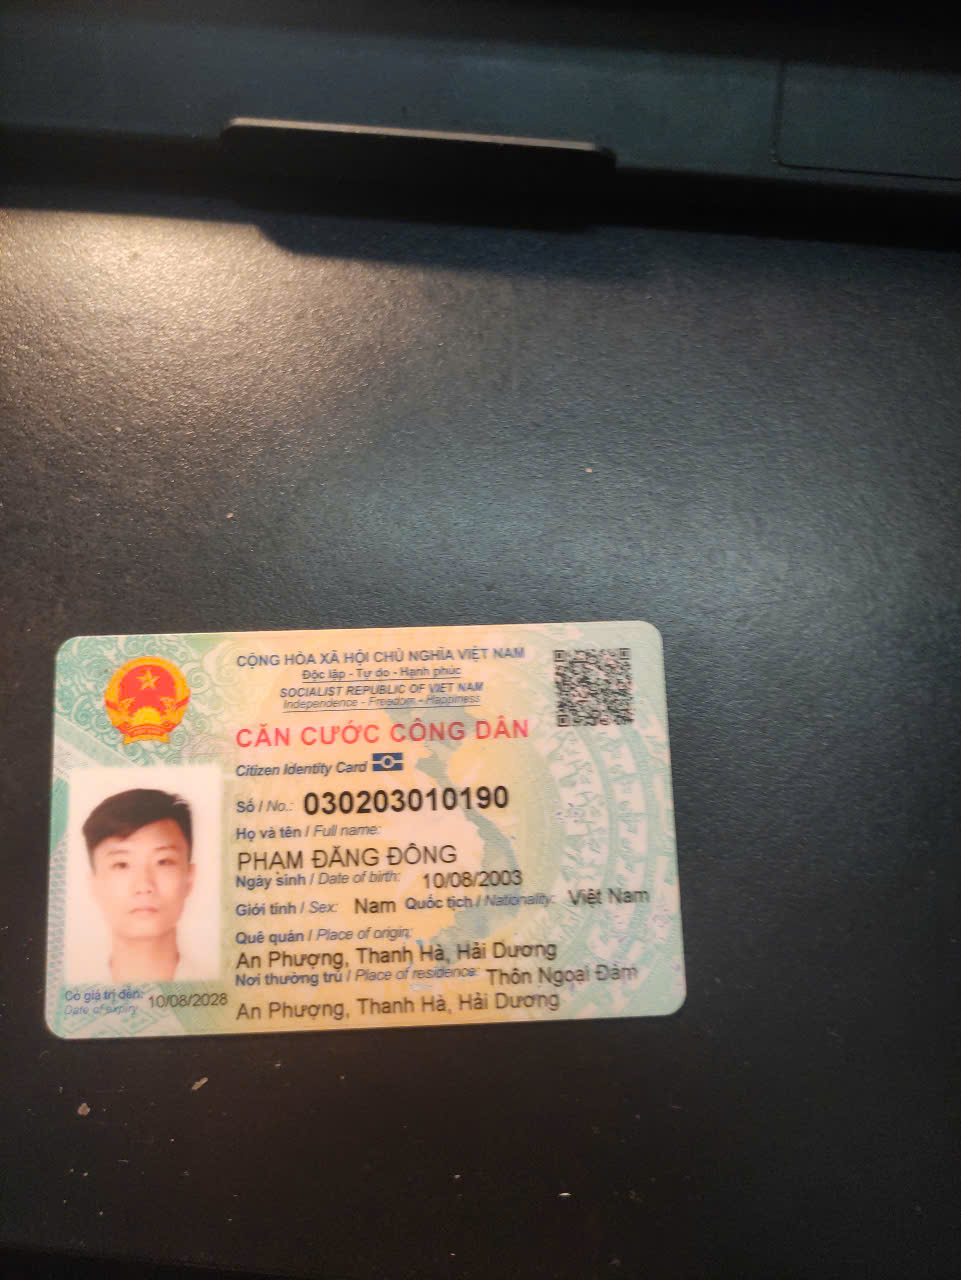 CỘNG HÒA XÃ HỘI CHỦ NGHĨA VIỆT NAM
Độc lập - Tự do - Hạnh phúc
SOCIALIST REPUBLIC OF VIET NAM
Independence - Freedom - Happiness
CĂN CƯỚC CÔNG DÂN
Citizen Identity Card
Số / No.: 030203010190
Họ và tên / Full name:
PHẠM ĐĂNG ĐÔNG
Ngày sinh / Date of birth: 10/08/2003
Giới tính / Sex: Nam Quốc tịch / Nationality: Việt Nam
Quê quán / Place of origin:
An Phượng, Thanh Hà, Hải Dương
Nơi thường trú / Place of residence: Thôn Ngoại Đàm
An Phượng, Thanh Hà, Hải Dương
Có giá trị đến: 10/08/2028
Date of expiry